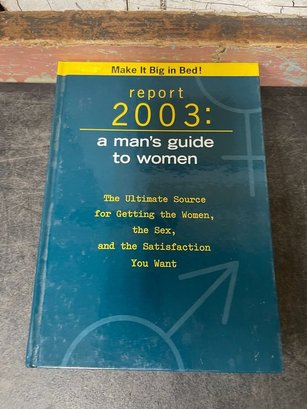 Make It Big in Bed!
report
2003:
a man's guide
to women
The Ultimate Source
for Getting the Women,
the Sex,
and the Satisfaction
You Want